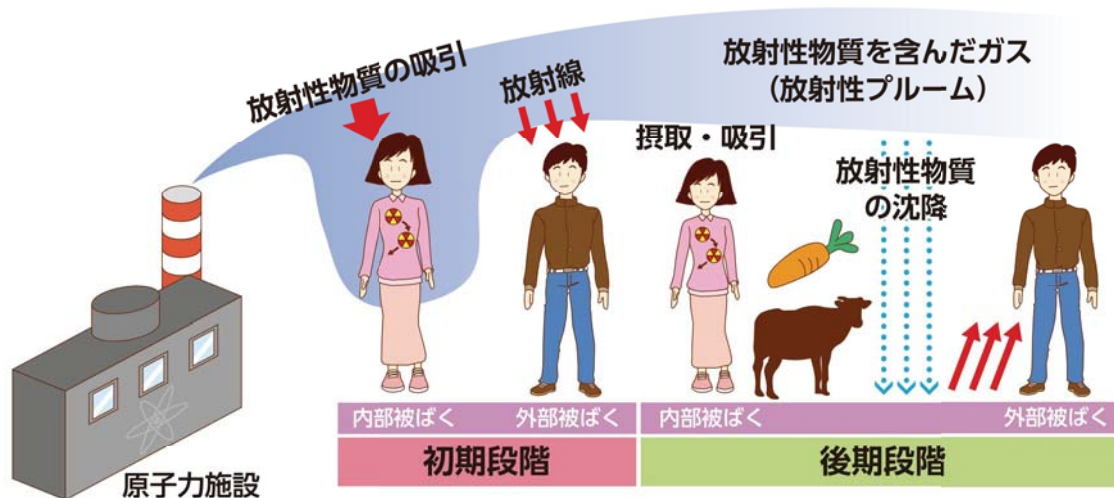 放射性物質の吸引
放射線
放射性物質を含んだガス
（放射性プルーム）
摂取・吸引
放射性物質
の沈降
内部被ばく
外部被ばく
内部被ばく
外部被ばく
初期段階
後期段階
原子力施設